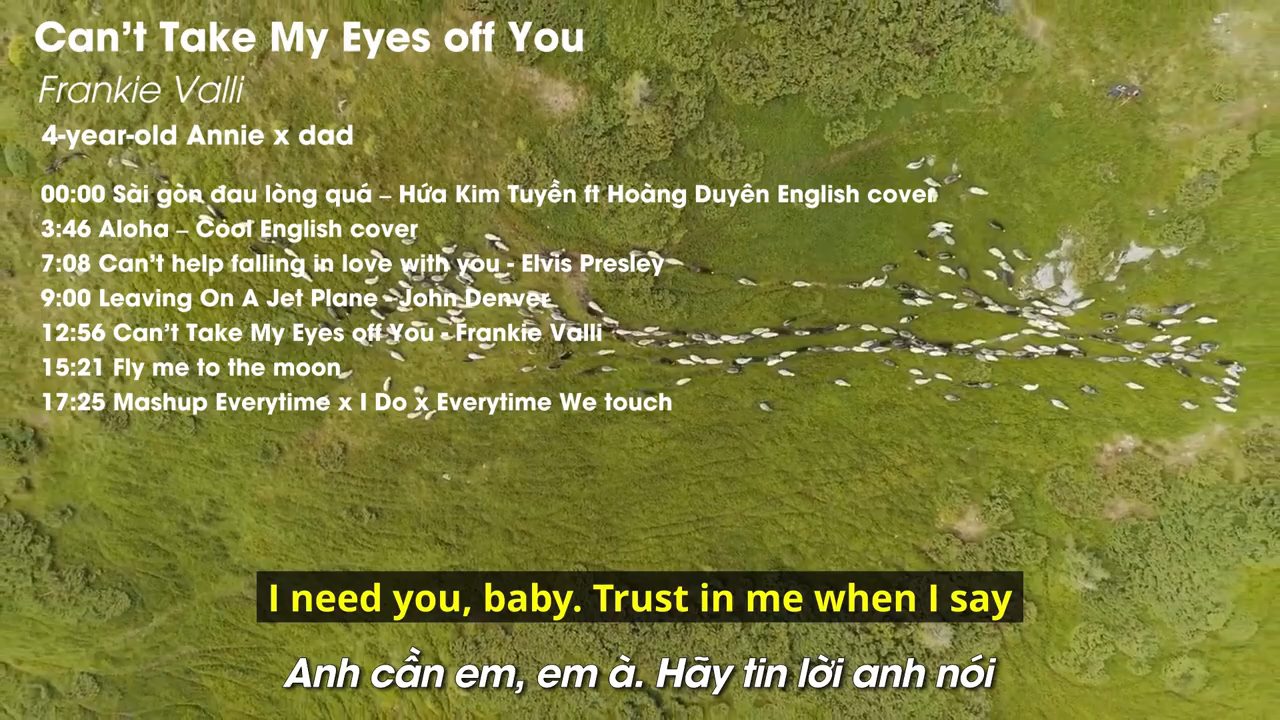 Can't Take My Eyes off You
Frankie Valli
4-year-old Annie x dad
00:00 Sài gòn đau lòng quá – Hứa Kim Tuyền ft Hoàng Duyên English cover
3:46 Aloha – Cool English cover
7:08 Can't help falling in love with you - Elvis Presley
9:00 Leaving On A Jet Plane - John Denver
12:56 Can't Take My Eyes off You - Frankie Valli
15:21 Fly me to the moon
17:25 Mashup Everytime x I Do x Everytime We touch
I need you, baby. Trust in me when I say
Anh cần em, em à. Hãy tin lời anh nói